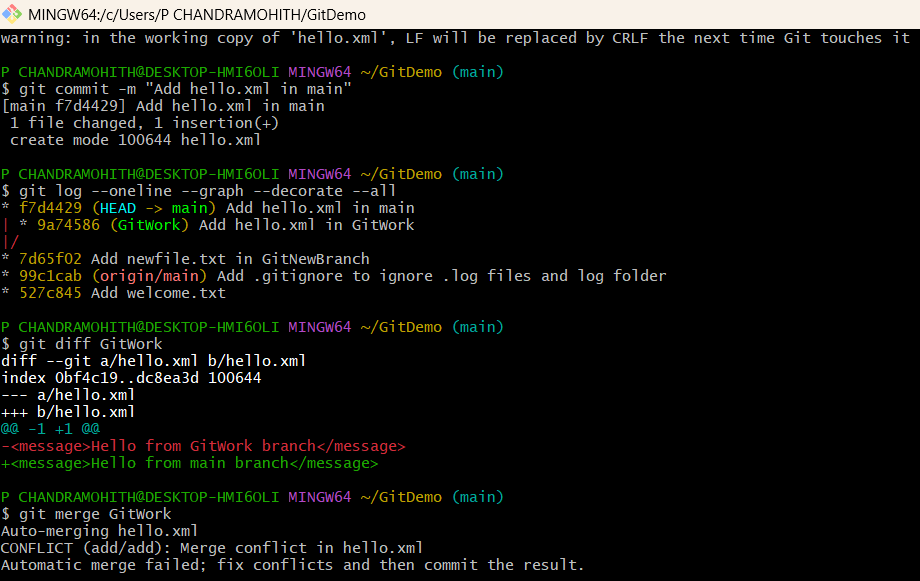 MINGW64:/c/Users/P CHANDRAMOHITH/GitDemo
warning: in the working copy of 'hello.xml', LF will be replaced by CRLF the next time Git touches it
P CHANDRAMOHITH@DESKTOP-HMI6OLI MINGW64 ~/GitDemo (main)
$ git commit -m "Add hello.xml in main"
[main f7d4429] Add hello.xml in main
 1 file changed, 1 insertion(+)
 create mode 100644 hello.xml
P CHANDRAMOHITH@DESKTOP-HMI6OLI MINGW64 ~/GitDemo (main)
$ git log --oneline --graph --decorate --all
* f7d4429 (HEAD -> main) Add hello.xml in main
| * 9a74586 (GitWork) Add hello.xml in GitWork
|/
* 7d65f02 Add newfile.txt in GitNewBranch
* 99c1cab (origin/main) Add .gitignore to ignore .log files and log folder
* 527c845 Add welcome.txt
P CHANDRAMOHITH@DESKTOP-HMI6OLI MINGW64 ~/GitDemo (main)
$ git diff GitWork
diff --git a/hello.xml b/hello.xml
index 0bf4c19..dc8ea3d 100644
--- a/hello.xml
+++ b/hello.xml
@@ -1 +1 @@
-<message>Hello from GitWork branch</message>
+<message>Hello from main branch</message>
P CHANDRAMOHITH@DESKTOP-HMI6OLI MINGW64 ~/GitDemo (main)
$ git merge GitWork
Auto-merging hello.xml
CONFLICT (add/add): Merge conflict in hello.xml
Automatic merge failed; fix conflicts and then commit the result.